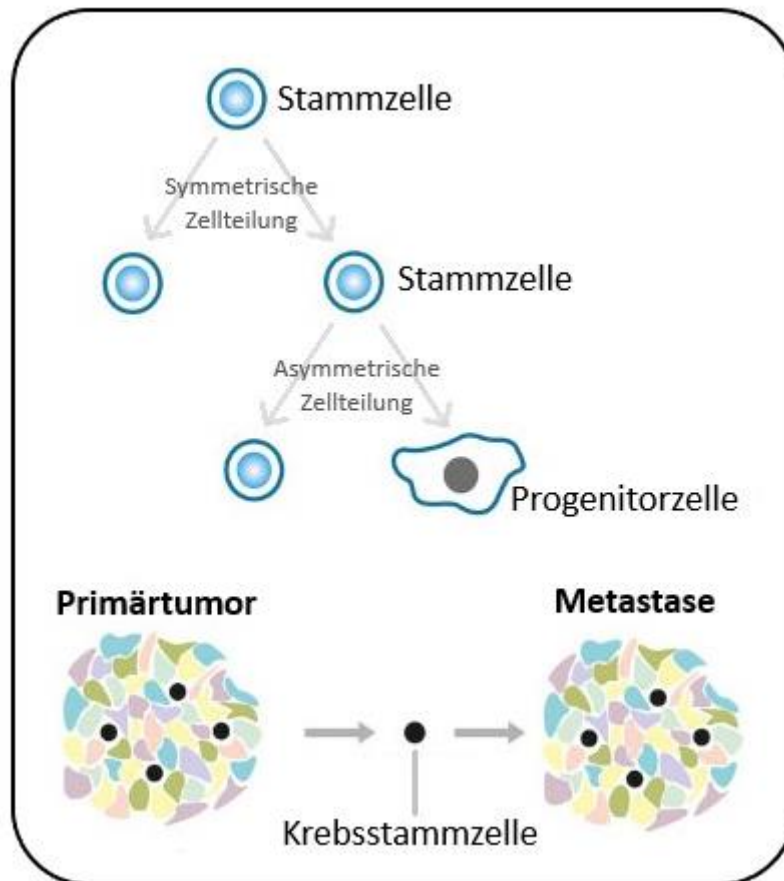 Stammzelle
Symmetrische
Zellteilung
Stammzelle
Asymmetrische
Zellteilung
Progenitorzelle
Primärtumor
Metastase
Krebsstammzelle